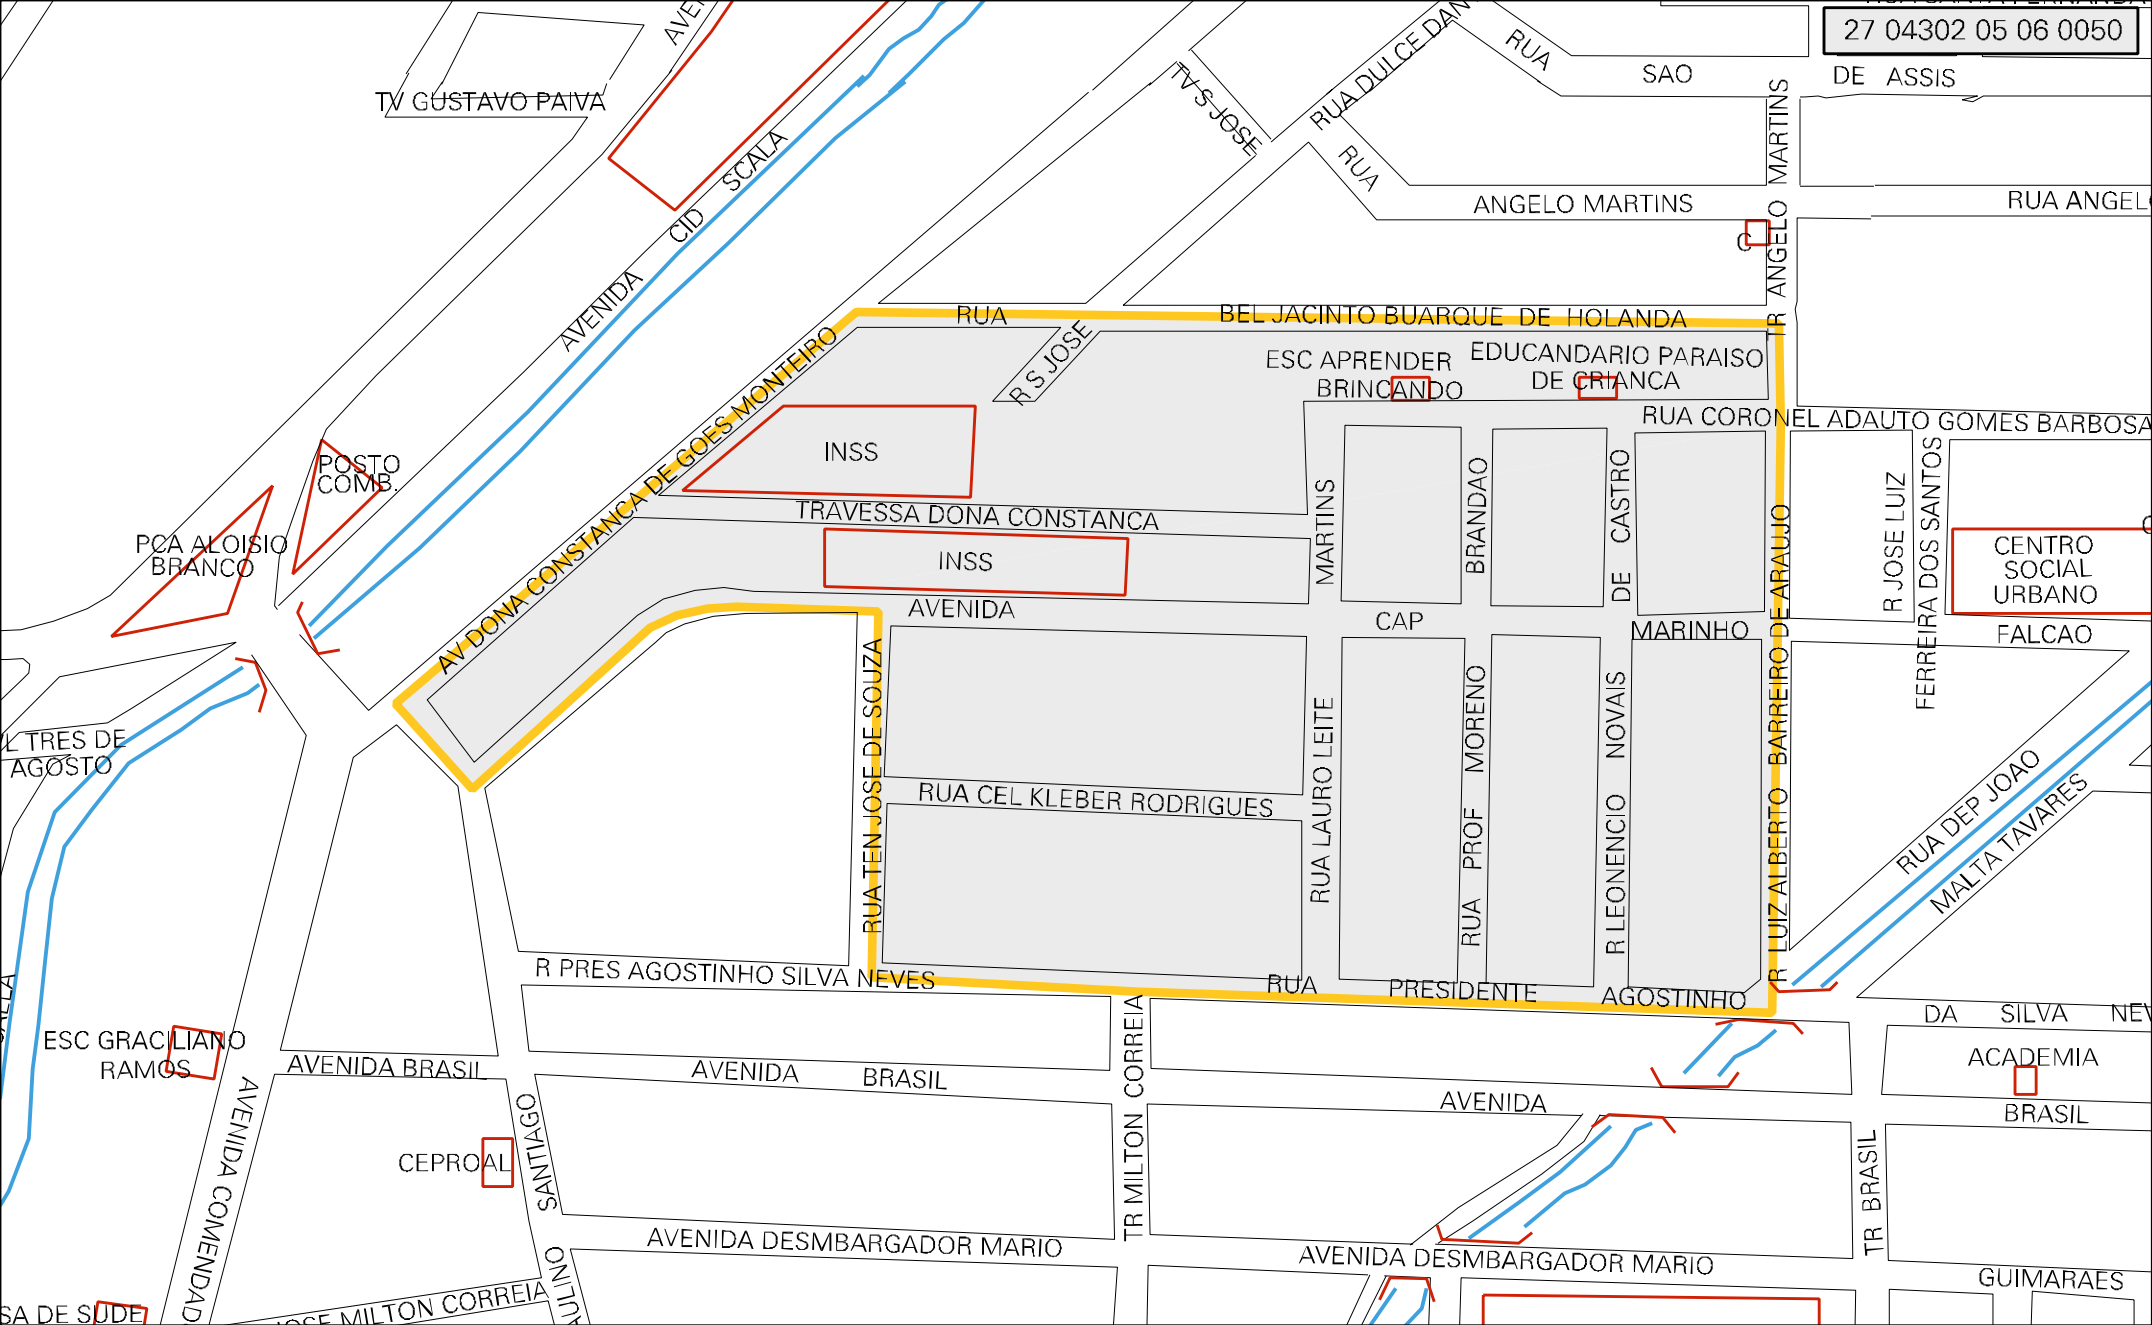 27 04302 05 06 0050
RUA
SAO
DE ASSIS
TV GUSTAVO PAIVA
TV S JOSE
RUA DULCE
RUA
ANGELO MARTINS
R ANGELO MARTINS
C
AVENIDA CID SCALA
RUA BEL JACINTO BUARQUE DE HOLANDA
R S JOSE
ESC APRENDER
BRINCANDO
EDUCANDARIO PARAISO
DE CRIANCA
RUA CORONEL ADAUTO GOMES BARBOSA
INSS
AV DONA CONSTANCA DE GOES MONTEIRO
POSTO
COMB.
PCA ALOISIO
BRANCO
TRAVESSA DONA CONSTANCA
INSS
AVENIDA CAP MARINHO FALCAO
RUA LAURO LEITE MARTINS
RUA PROF MORENO BRANDAO
R LEONENCIO NOVAIS DE CASTRO
R LUIZ ALBERTO BARREIRO DE ARAUJO
R JOSE LUIZ
FERREIRA DOS SANTOS
CENTRO
SOCIAL
URBANO
RUA TEN JOSE DE SOUZA
TRES DE
AGOSTO
RUA CEL KLEBER RODRIGUES
RUA DEP JOAO
MALTA TAVARES
R PRES AGOSTINHO SILVA NEVES
RUA PRESIDENTE AGOSTINHO DA SILVA
ESC GRACILIANO
RAMOS
AVENIDA BRASIL
AVENIDA BRASIL
AVENIDA BRASIL
ACADEMIA
TR MILTON CORREIA
SANTIAGO
CEPROAL
TR BRASIL
AVENIDA DESMBARGADOR MARIO
AVENIDA DESMBARGADOR MARIO
GUIMARAES
MILTON CORREIA
DE SUDE